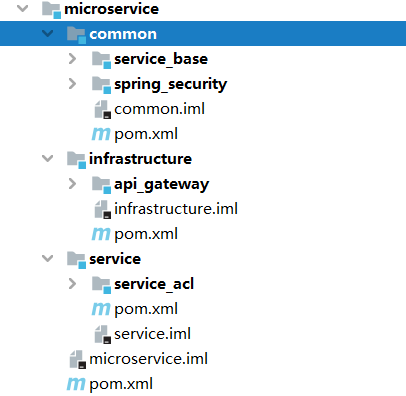 microservice
common
service_base
spring_security
common.iml
m pom.xml
infrastructure
api_gateway
infrastructure.iml
m pom.xml
service
service_acl
m pom.xml
service.iml
microservice.iml
m pom.xml